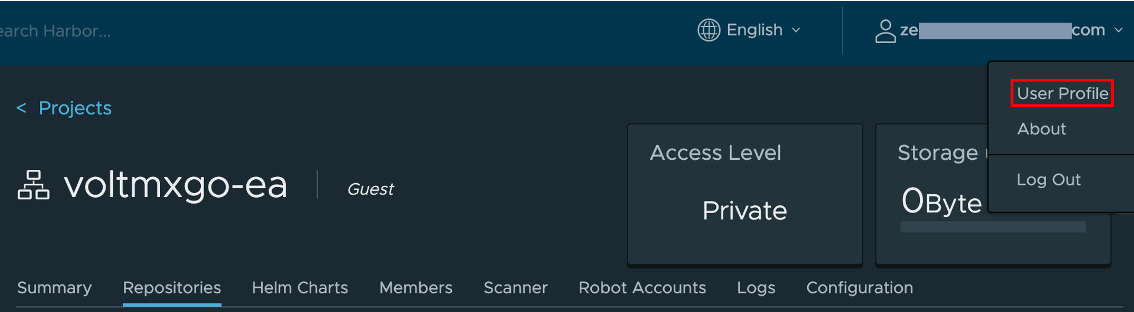 earch Harbor...
English
ze
com
User Profile
About
Log Out
< Projects
voltmxgo-ea
Guest
Access Level
Private
Storage
0Byte
Summary Repositories Helm Charts Members Scanner Robot Accounts Logs Configuration